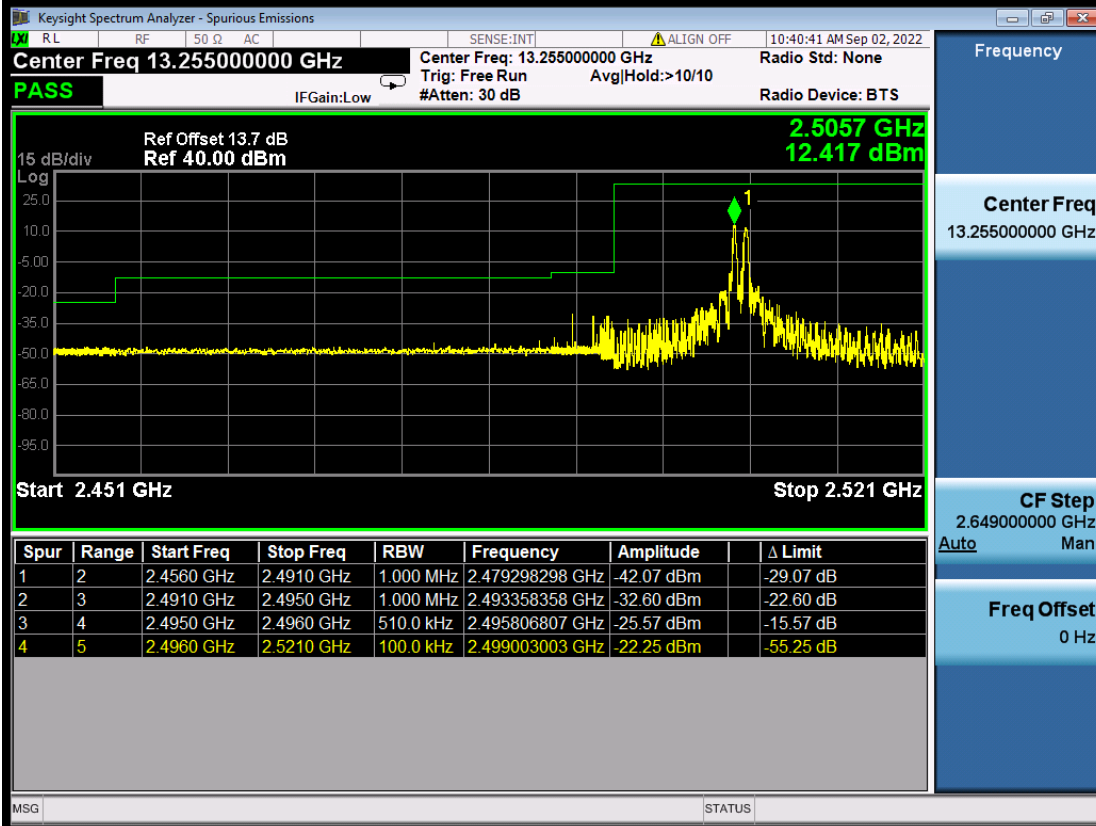 Keysight Spectrum Analyzer - Spurious Emissions
LXI RL RF 50 Ω AC SENSE:INT ALIGN OFF 10:40:41 AM Sep 02, 2022
Center Freq 13.255000000 GHz
Center Freq: 13.255000000 GHz Radio Std: None
Trig: Free Run Avg|Hold:>10/10
PASS
IFGain:Low #Atten: 30 dB Radio Device: BTS
2.5057 GHz
12.417 dBm
Ref Offset 13.7 dB
15 dB/div Ref 40.00 dBm
Log
25.0
10.0
-5.00
-20.0
-35.0
-50.0
-65.0
-80.0
-95.0
1
Start 2.451 GHz Stop 2.521 GHz
Spur Range Start Freq Stop Freq RBW Frequency Amplitude Δ Limit
1 2 2.4560 GHz 2.4910 GHz 1.000 MHz 2.479298298 GHz -42.07 dBm -29.07 dB
2 3 2.4910 GHz 2.4950 GHz 1.000 MHz 2.493358358 GHz -32.60 dBm -22.60 dB
3 4 2.4950 GHz 2.4960 GHz 510.0 kHz 2.495806807 GHz -25.57 dBm -15.57 dB
4 5 2.4960 GHz 2.5210 GHz 100.0 kHz 2.499003003 GHz -22.25 dBm -55.25 dB
MSG STATUS
Frequency
Center Freq
13.255000000 GHz
CF Step
2.649000000 GHz
Auto Man
Freq Offset
0 Hz